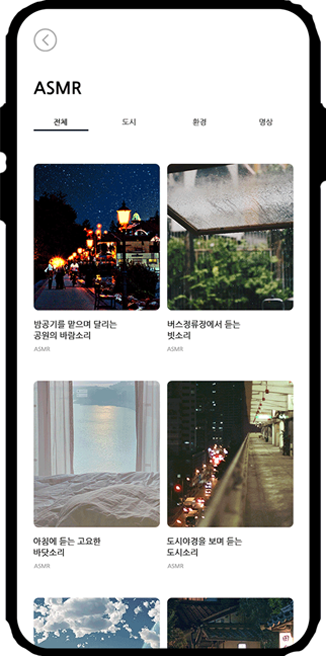 ASMR
전체 도시 환경 명상
밤공기를 맡으며 달리는
공원의 바람소리
ASMR
버스정류장에서 듣는
빗소리
ASMR
아침에 듣는 고요한
바닷소리
ASMR
도시야경을 보며 듣는
도시소리
ASMR